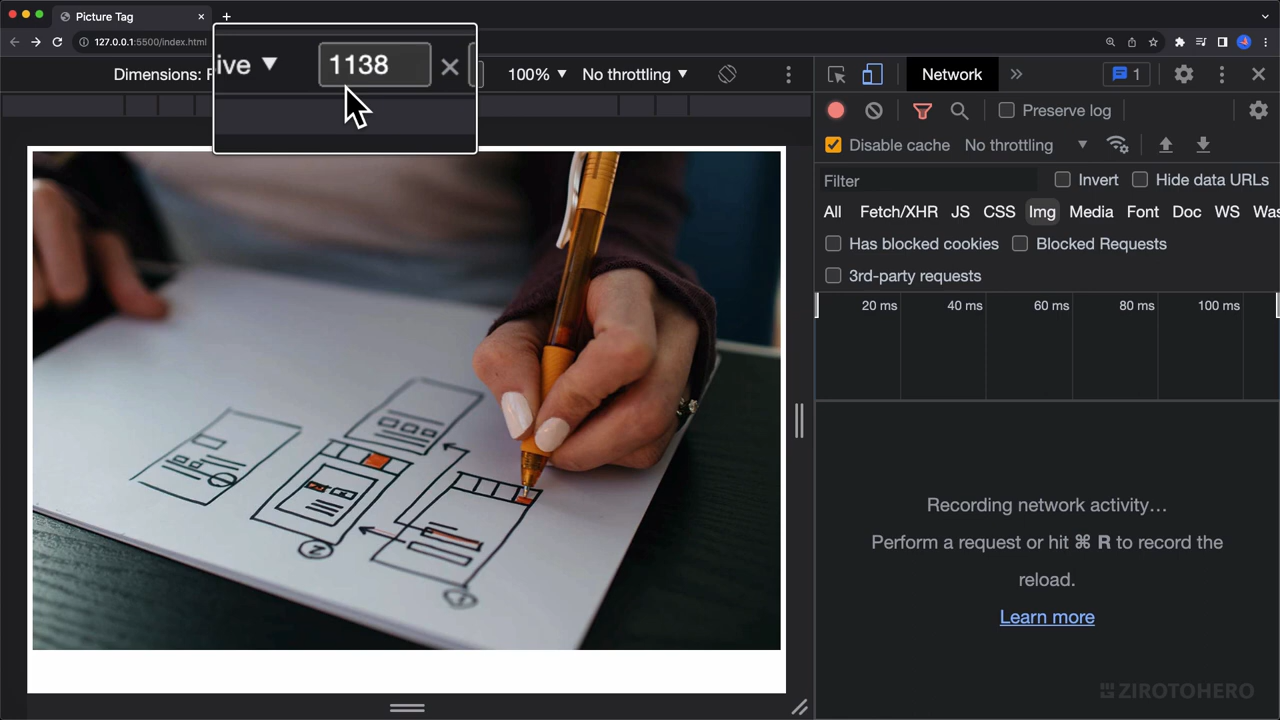 Picture Tag
127.0.0.1:5500/index.html
Dimensions:
ive ▼ 1138 ×
100% ▼ No throttling ▼
Network
1
Preserve log
Disable cache No throttling ▼
Filter
Invert Hide data URLs
All Fetch/XHR JS CSS Img Media Font Doc WS Was
Has blocked cookies Blocked Requests
3rd-party requests
20 ms 40 ms 60 ms 80 ms 100 ms
Recording network activity…
Perform a request or hit ⌘ R to record the
reload.
Learn more
2
1
ZIROTOHERO